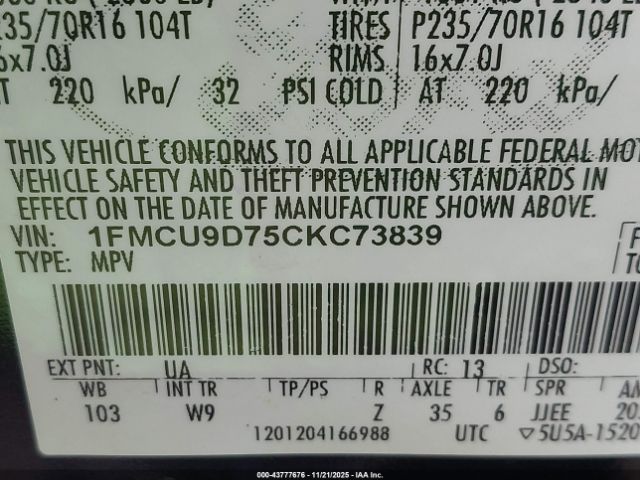 P235/70R16 104T TIRES P235/70R16 104T
16x7.0J RIMS 16x7.0J
AT 220 kPa/ 32 PSI COLD AT 220 kPa/
THIS VEHICLE CONFORMS TO ALL APPLICABLE FEDERAL MOT
VEHICLE SAFETY AND THEFT PREVENTION STANDARDS IN
EFFECT ON THE DATE OF MANUFACTURE SHOWN ABOVE.
VIN: 1FMCU9D75CKC73839
TYPE: MPV
EXT PNT: UA RC: 13 DSO:
WB INT TR TP/PS R AXLE TR SPR
103 W9 Z 35 6 JJEE
1201204166988 UTC ▽5U5A-1520
000-43777676 - 11/21/2025 - IAA Inc.